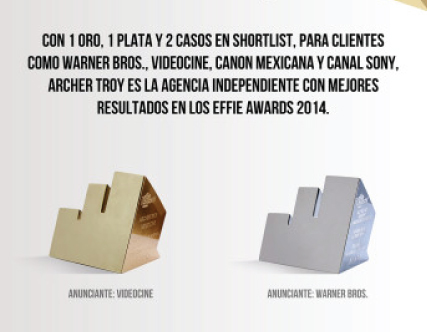 CON 1 ORO, 1 PLATA Y 2 CASOS EN SHORTLIST, PARA CLIENTES
COMO WARNER BROS., VIDEOCINE, CANON MEXICANA Y CANAL SONY,
ARCHER TROY ES LA AGENCIA INDEPENDIENTE CON MEJORES
RESULTADOS EN LOS EFFIE AWARDS 2014.
ANUNCIANTE: VIDEOCINE
ANUNCIANTE: WARNER BROS.